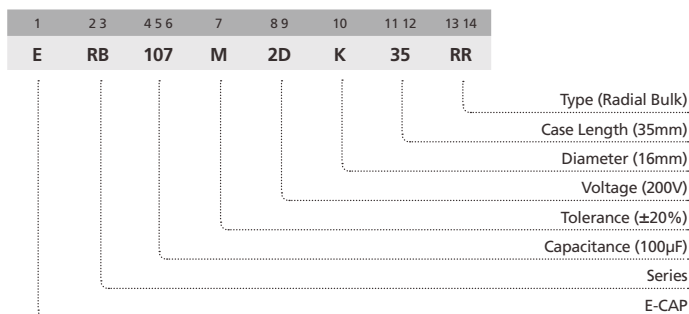 1 2 3 4 5 6 7 8 9 10 11 12 13 14
E RB 107 M 2D K 35 RR
Type (Radial Bulk)
Case Length (35mm)
Diameter (16mm)
Voltage (200V)
Tolerance (±20%)
Capacitance (100µF)
Series
E-CAP